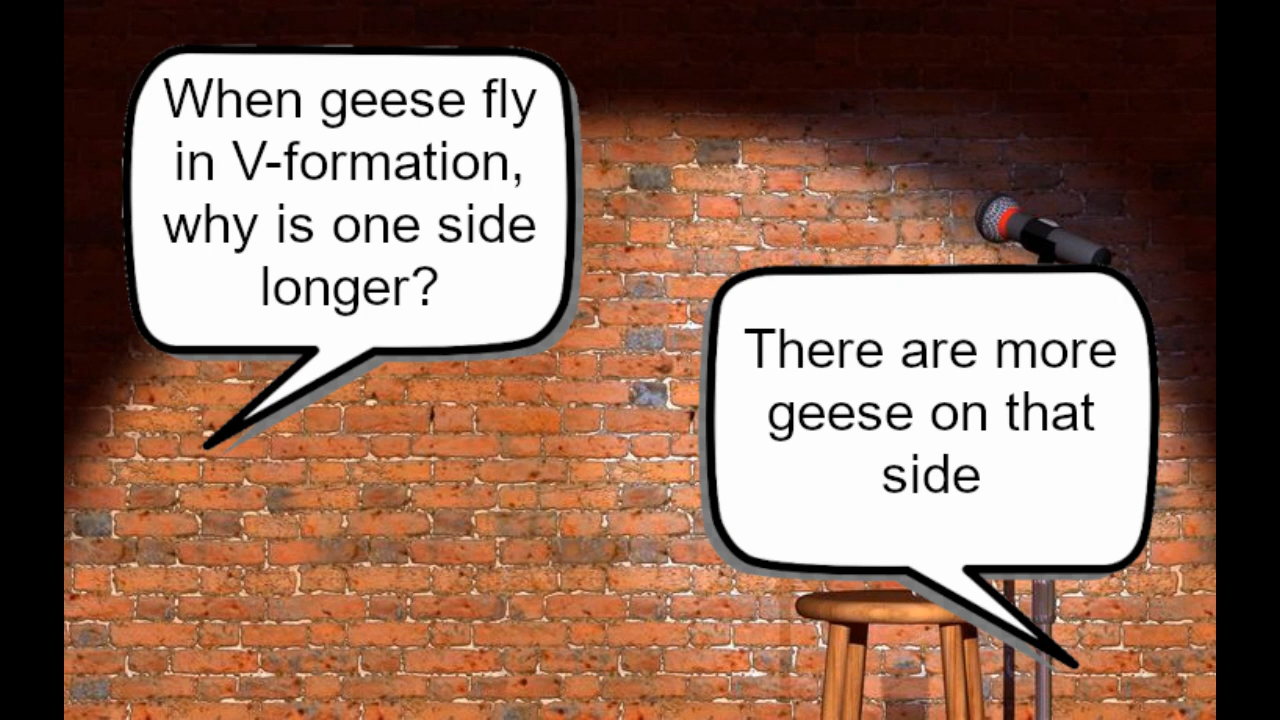 When geese fly
in V-formation,
why is one side
longer?
There are more
geese on that
side